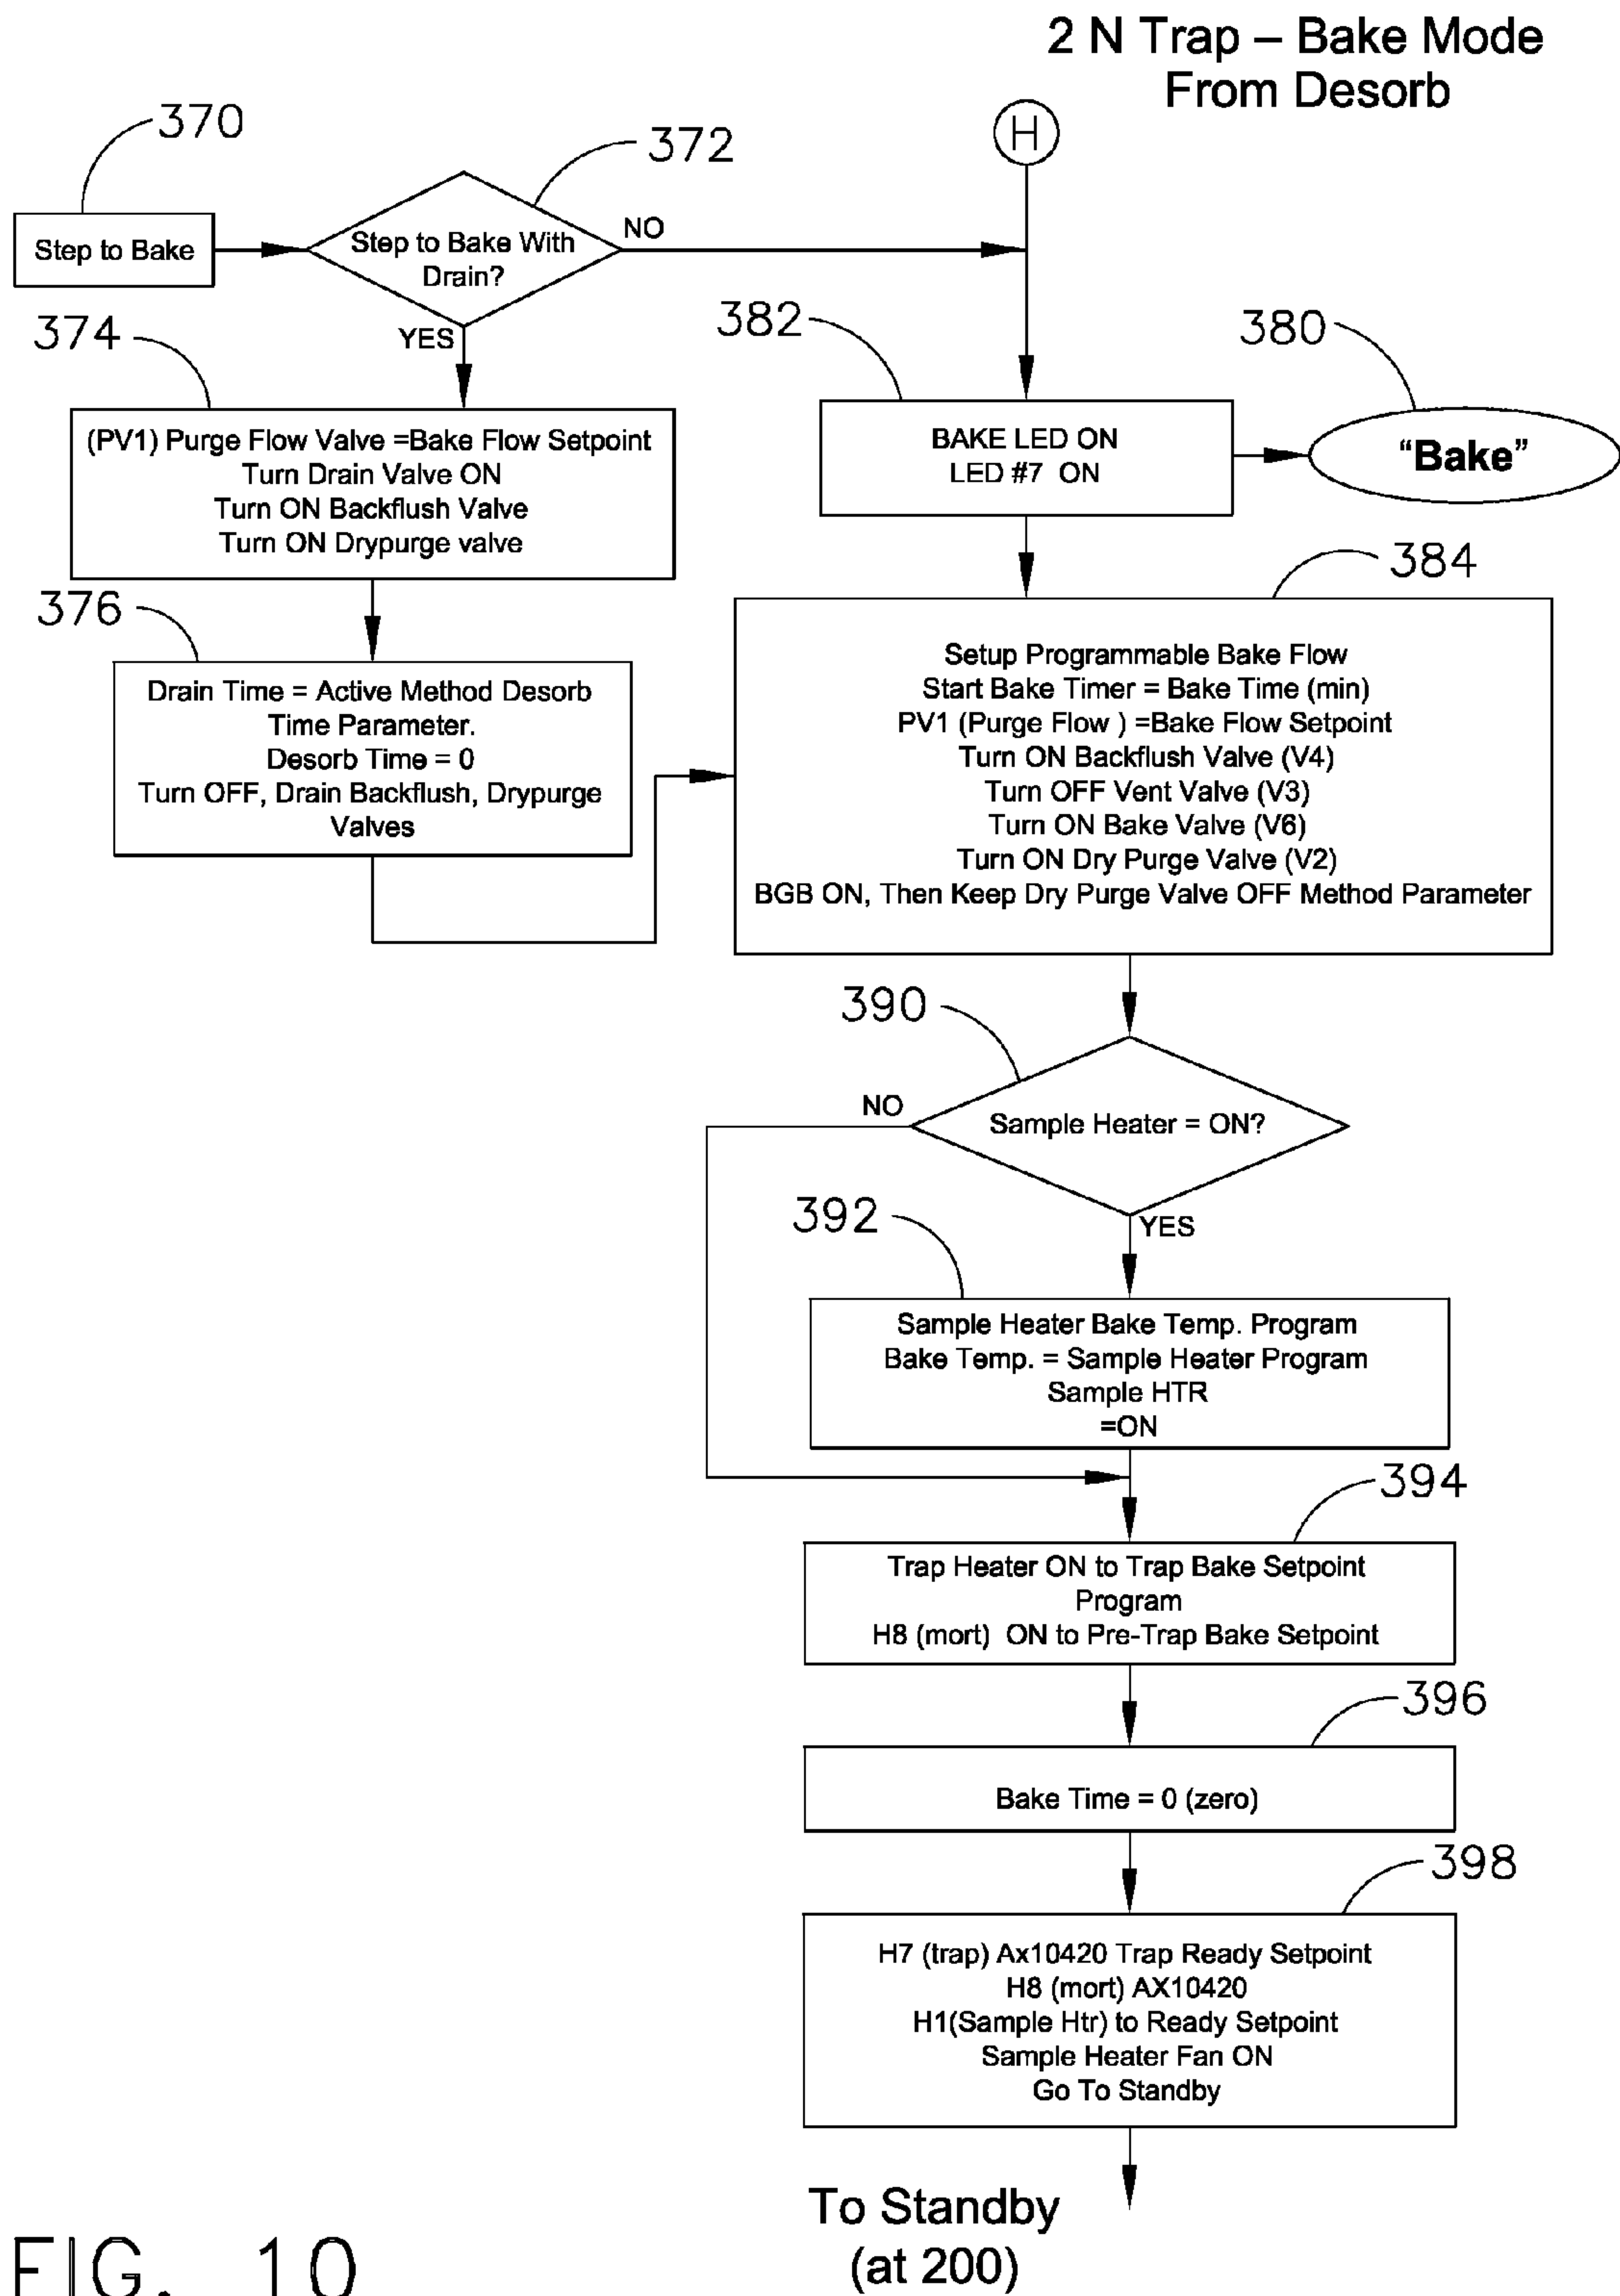 2 N Trap – Bake Mode
From Desorb
370
372
H
Step to Bake
Step to Bake With
Drain?
NO
YES
374
382
380
(PV1) Purge Flow Valve =Bake Flow Setpoint
Turn Drain Valve ON
Turn ON Backflush Valve
Turn ON Drypurge valve
BAKE LED ON
LED #7 ON
“Bake”
376
384
Drain Time = Active Method Desorb
Time Parameter.
Desorb Time = 0
Turn OFF, Drain Backflush, Drypurge
Valves
Setup Programmable Bake Flow
Start Bake Timer = Bake Time (min)
PV1 (Purge Flow ) =Bake Flow Setpoint
Turn ON Backflush Valve (V4)
Turn OFF Vent Valve (V3)
Turn ON Bake Valve (V6)
Turn ON Dry Purge Valve (V2)
BGB ON, Then Keep Dry Purge Valve OFF Method Parameter
390
NO
Sample Heater = ON?
YES
392
Sample Heater Bake Temp. Program
Bake Temp. = Sample Heater Program
Sample HTR
=ON
394
Trap Heater ON to Trap Bake Setpoint
Program
H8 (mort) ON to Pre-Trap Bake Setpoint
396
Bake Time = 0 (zero)
398
H7 (trap) Ax10420 Trap Ready Setpoint
H8 (mort) AX10420
H1(Sample Htr) to Ready Setpoint
Sample Heater Fan ON
Go To Standby
To Standby
(at 200)
FIG. 10